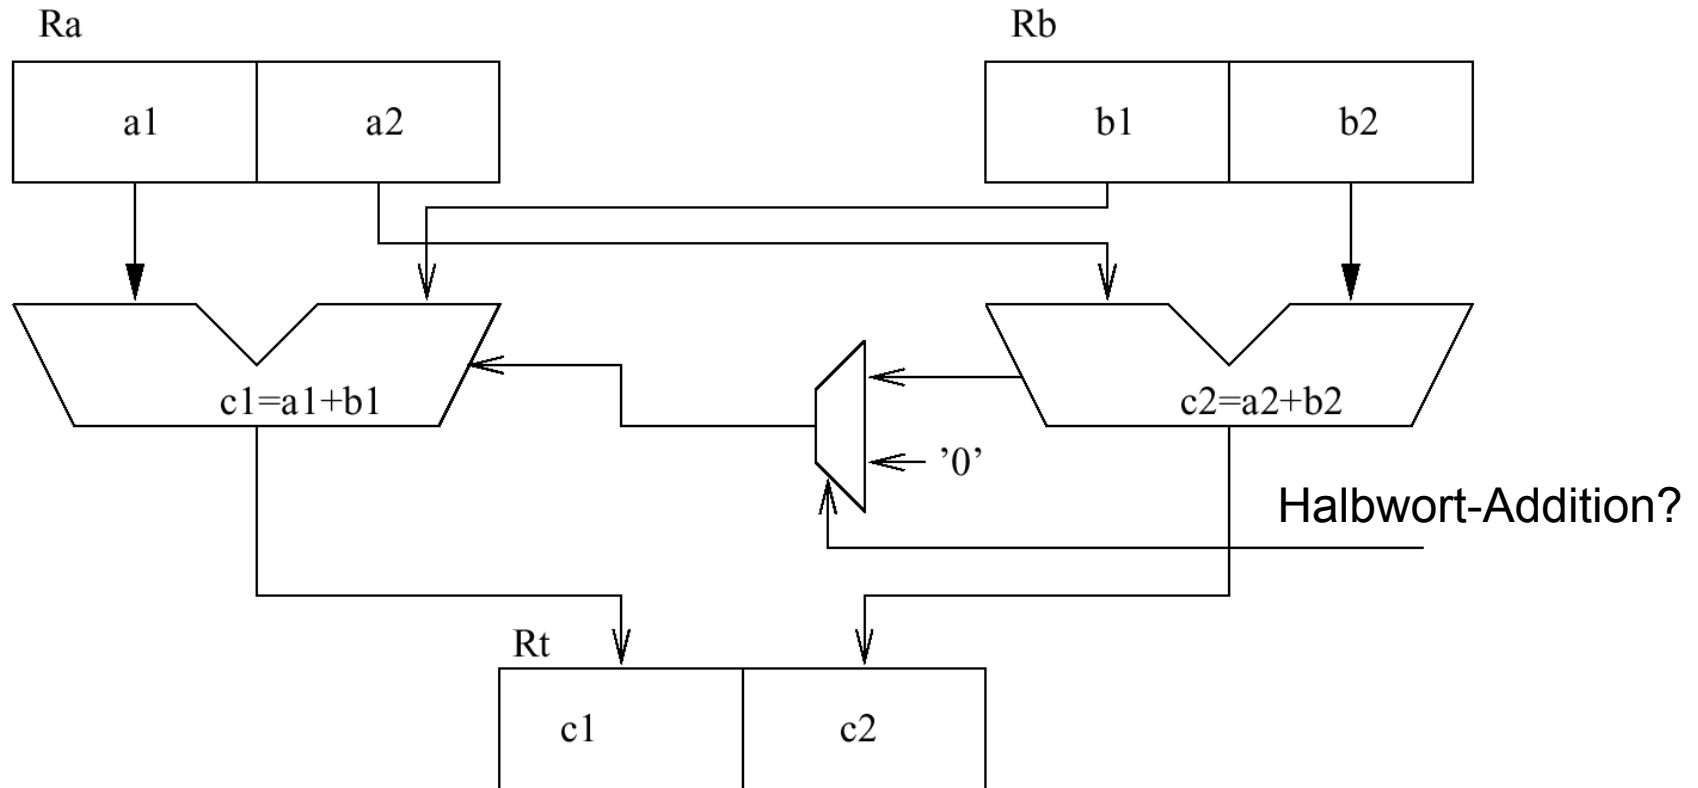 Ra
Rb
a1
a2
b1
b2
c1=a1+b1
c2=a2+b2
’0’
Halbwort-Addition?
Rt
c1
c2